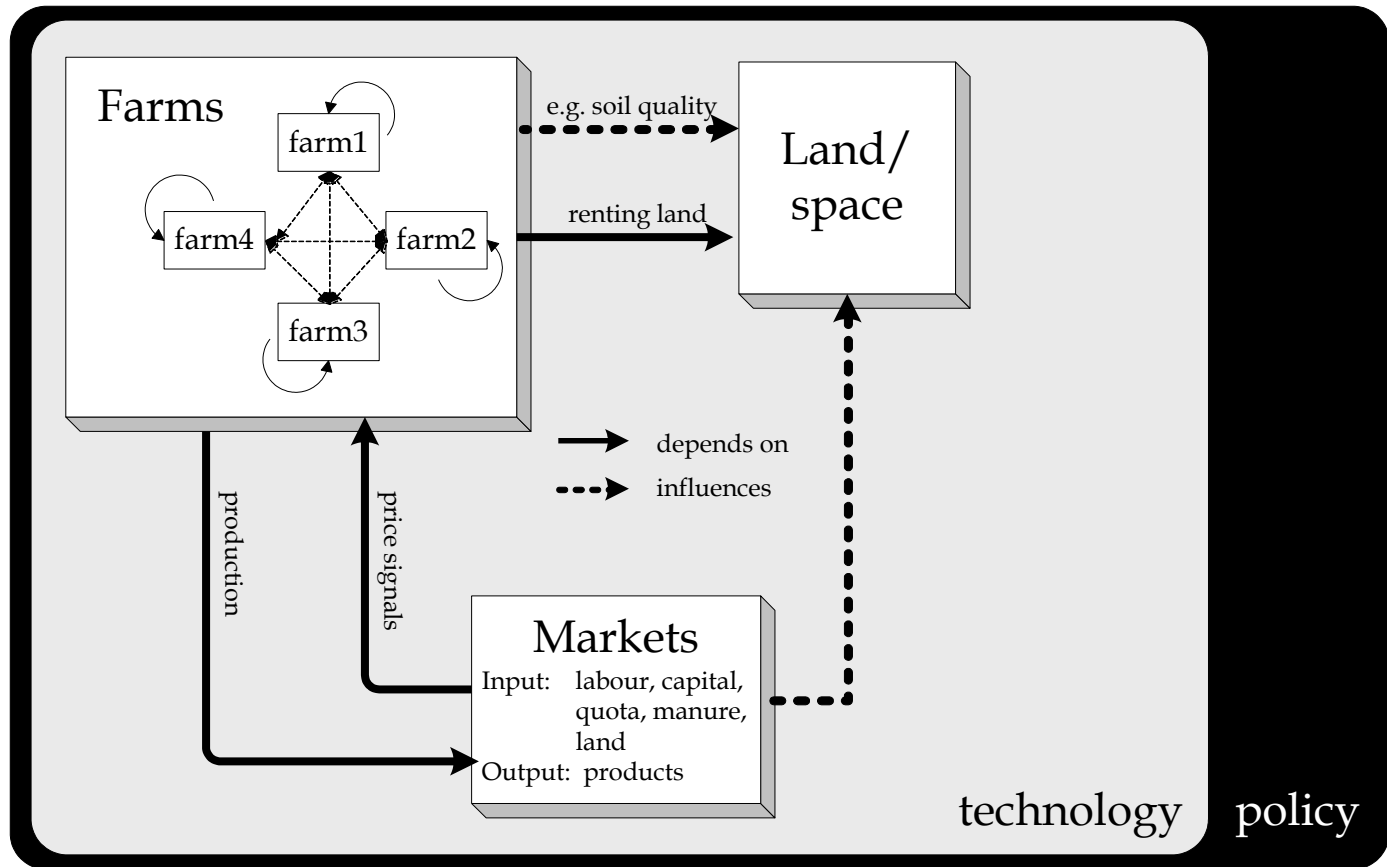 Farms
farm1
farm4
farm2
farm3
e.g. soil quality
renting land
Land/
space
depends on
influences
production
price signals
Markets
Input: labour, capital,
quota, manure,
land
Output: products
technology
policy